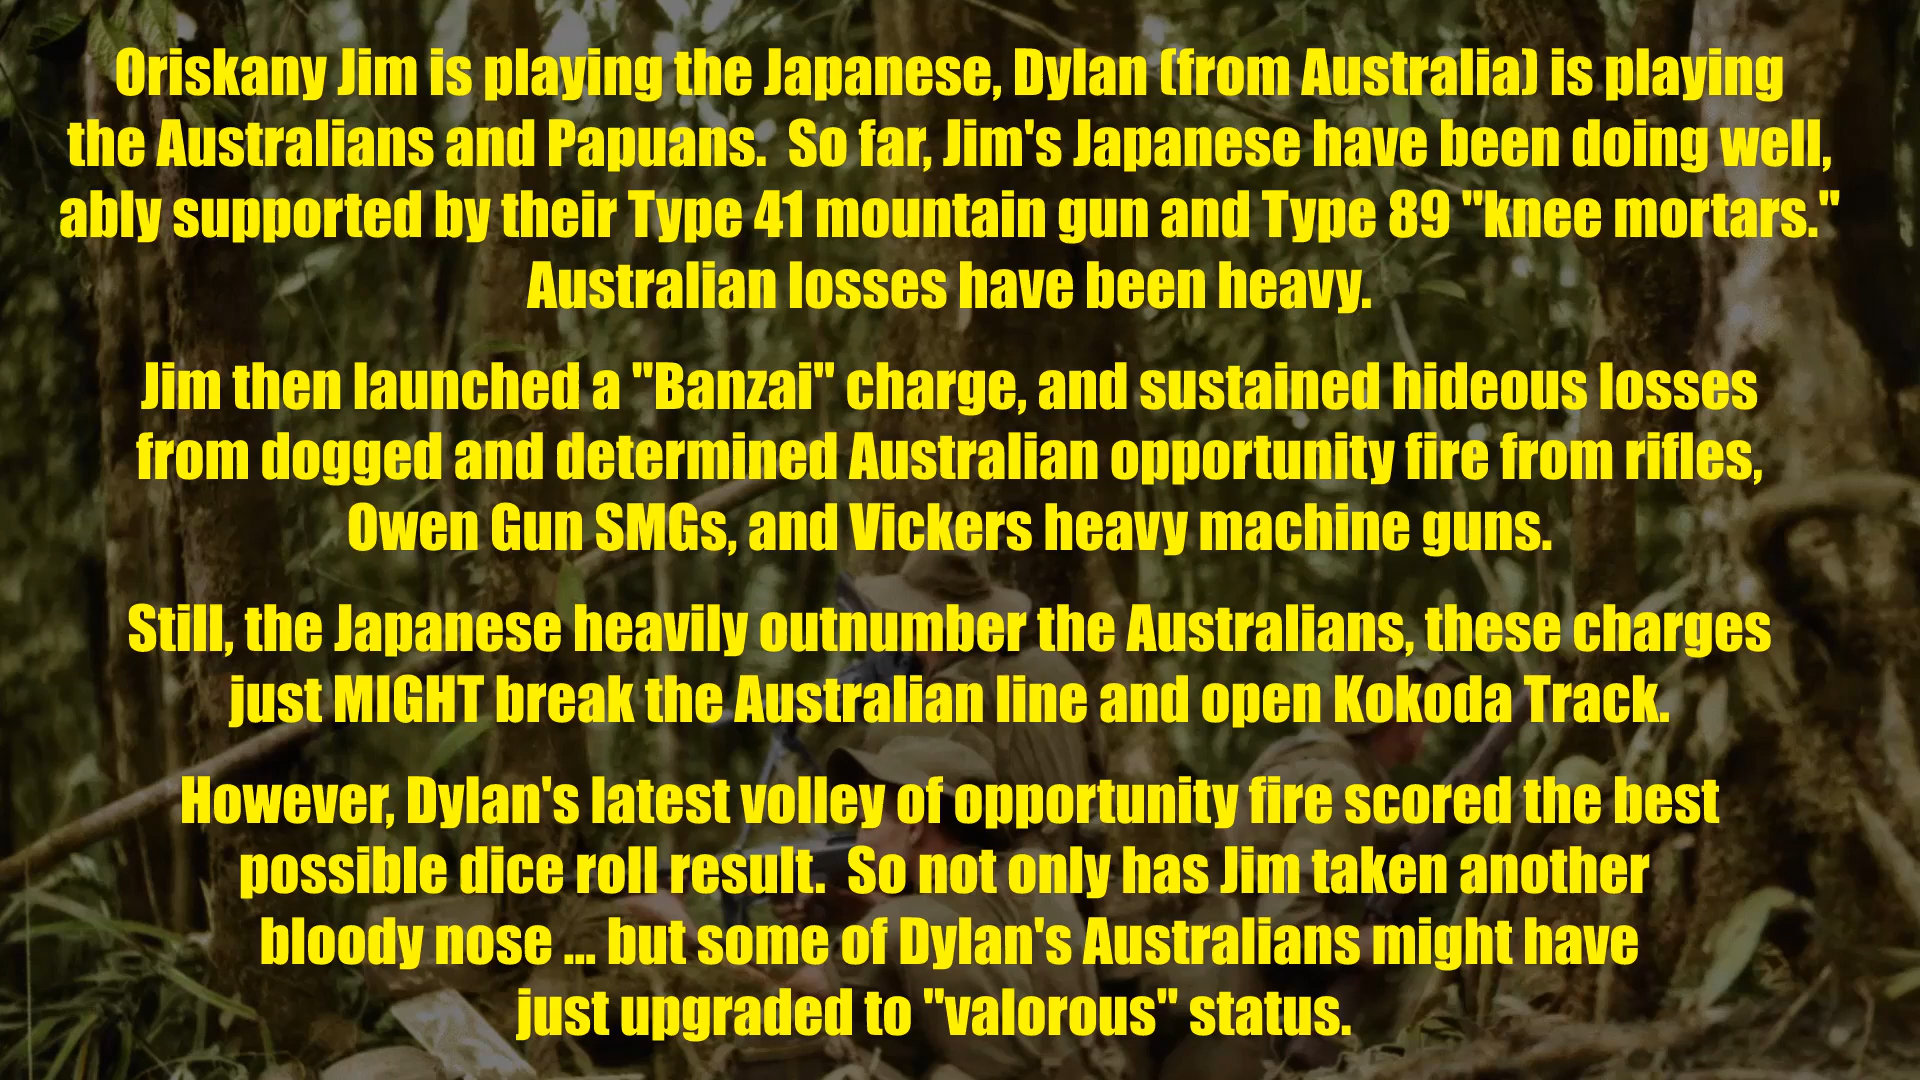 Oriskany Jim is playing the Japanese, Dylan (from Australia) is playing
the Australians and Papuans.  So far, Jim's Japanese have been doing well,
ably supported by their Type 41 mountain gun and Type 89 "knee mortars."
Australian losses have been heavy.
Jim then launched a "Banzai" charge, and sustained hideous losses
from dogged and determined Australian opportunity fire from rifles,
Owen Gun SMGs, and Vickers heavy machine guns.
Still, the Japanese heavily outnumber the Australians, these charges
just MIGHT break the Australian line and open Kokoda Track.
However, Dylan's latest volley of opportunity fire scored the best
possible dice roll result.  So not only has Jim taken another
bloody nose ... but some of Dylan's Australians might have
just upgraded to "valorous" status.